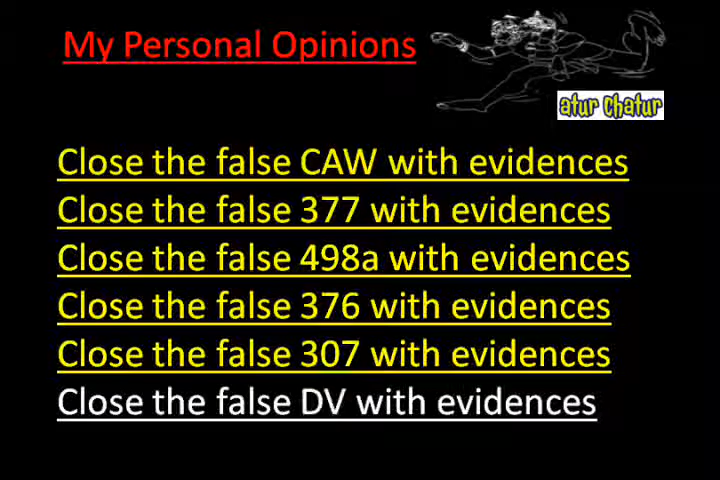 My Personal Opinions
atur chatur
Close the false CAW with evidences
Close the false 377 with evidences
Close the false 498a with evidences
Close the false 376 with evidences
Close the false 307 with evidences
Close the false DV with evidences